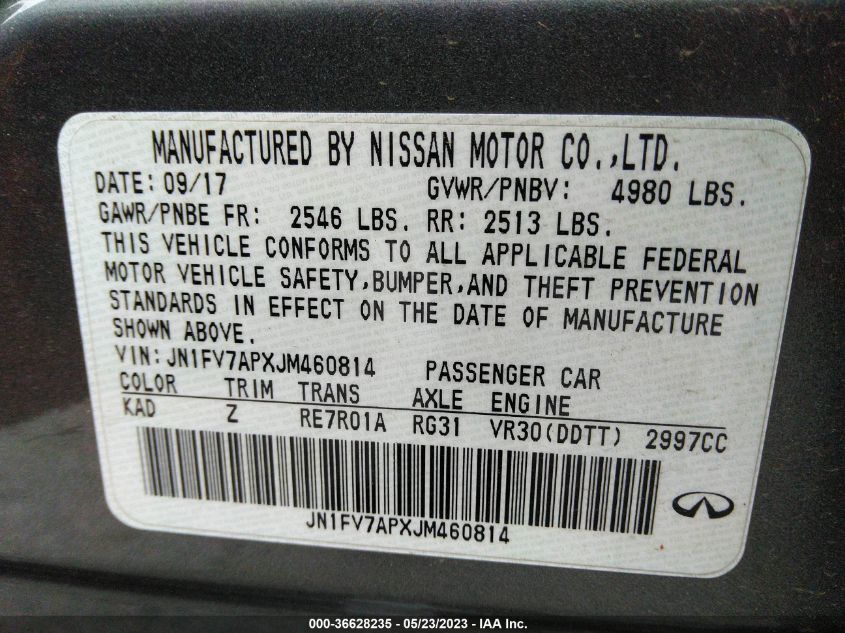 MANUFACTURED BY NISSAN MOTOR CO.,LTD.
DATE: 09/17 GVWR/PNBV: 4980 LBS.
GAWR/PNBE FR: 2546 LBS. RR: 2513 LBS.
THIS VEHICLE CONFORMS TO ALL APPLICABLE FEDERAL
MOTOR VEHICLE SAFETY,BUMPER,AND THEFT PREVENTION
STANDARDS IN EFFECT ON THE DATE OF MANUFACTURE
SHOWN ABOVE.
VIN: JN1FV7APXJM460814 PASSENGER CAR
COLOR TRIM TRANS AXLE ENGINE
KAD Z RE7R01A RG31 VR30(DDTT) 2997CC
JN1FV7APXJM460814
000-36628235 - 05/23/2023 - IAA Inc.